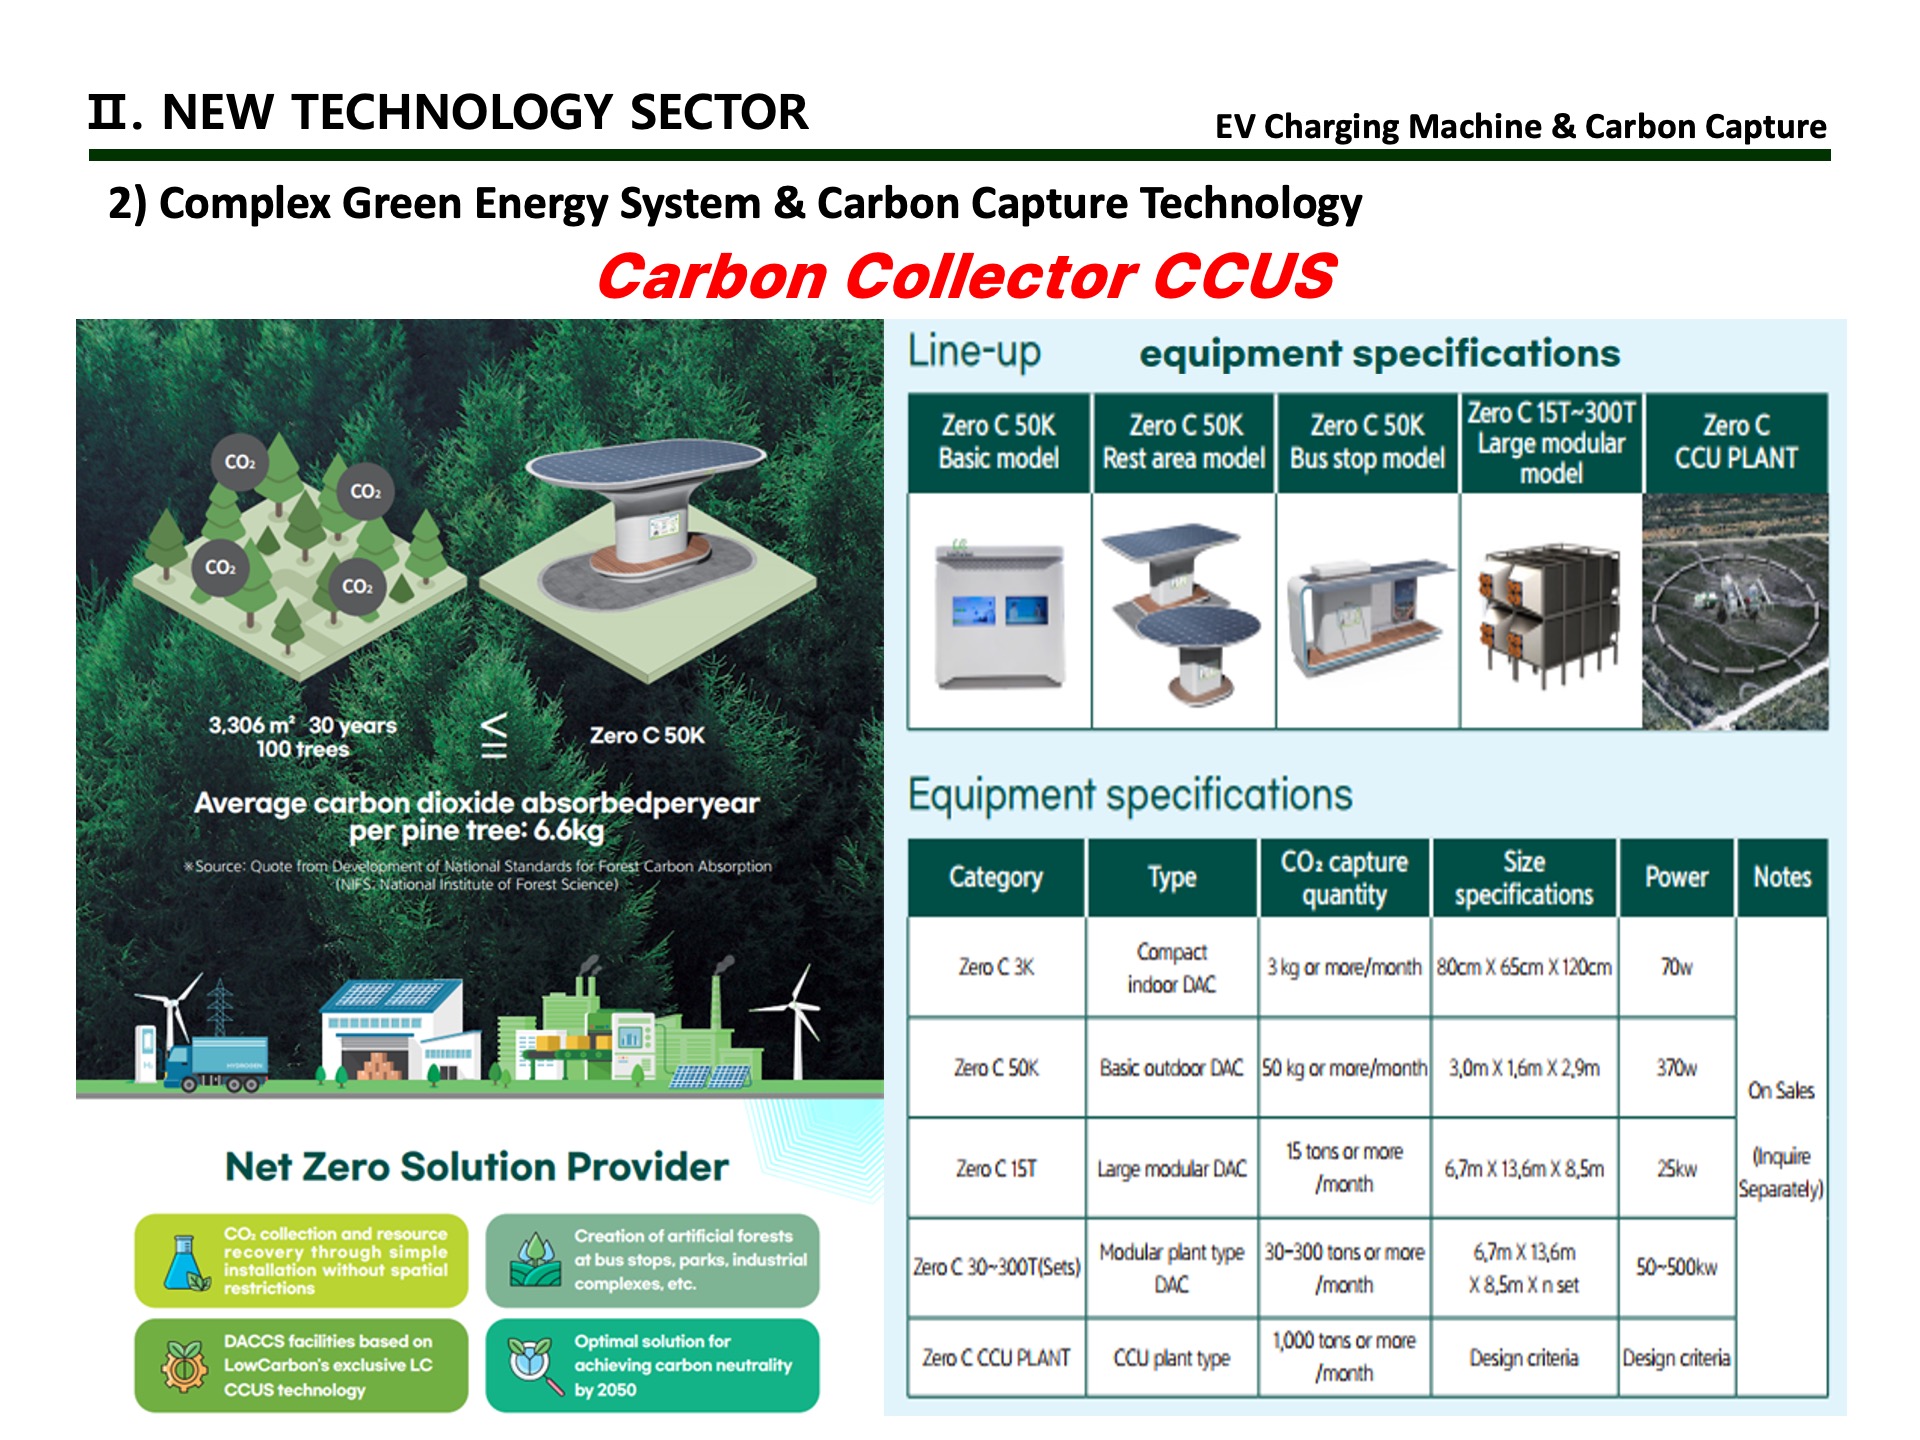 Ⅱ. NEW TECHNOLOGY SECTOR
EV Charging Machine & Carbon Capture
2) Complex Green Energy System & Carbon Capture Technology
Carbon Collector CCUS
CO₂
CO₂
CO₂
CO₂
3,306 m² 30 years
100 trees
≤
Zero C 50K
Average carbon dioxide absorbedperyear
per pine tree: 6.6kg
※Source: Quote from Development of National Standards for Forest Carbon Absorption
(NIFS: National Institute of Forest Science)
H₂
HYDROGEN
Net Zero Solution Provider
CO₂ collection and resource
recovery through simple
installation without spatial
restrictions
Creation of artificial forests
at bus stops, parks, industrial
complexes, etc.
DACCS facilities based on
LowCarbon's exclusive LC
CCUS technology
Optimal solution for
achieving carbon neutrality
by 2050
Line-up
equipment specifications
Zero C 50K
Basic model
Zero C 50K
Rest area model
Zero C 50K
Bus stop model
Zero C 15T~300T
Large modular
model
Zero C
CCU PLANT
Equipment specifications
Category
Type
CO₂ capture
quantity
Size
specifications
Power
Notes
Zero C 3K
Compact
indoor DAC
3 kg or more/month
80cm X 65cm X 120cm
70w
Zero C 50K
Basic outdoor DAC
50 kg or more/month
3,0m X 1,6m X 2,9m
370w
Zero C 15T
Large modular DAC
15 tons or more
/month
6,7m X 13,6m X 8,5m
25kw
Zero C 30~300T(Sets)
Modular plant type
DAC
30-300 tons or more
/month
6,7m X 13,6m
X 8,5m X n set
50~500kw
Zero C CCU PLANT
CCU plant type
1,000 tons or more
/month
Design criteria
Design criteria
On Sales
(Inquire
Separately)